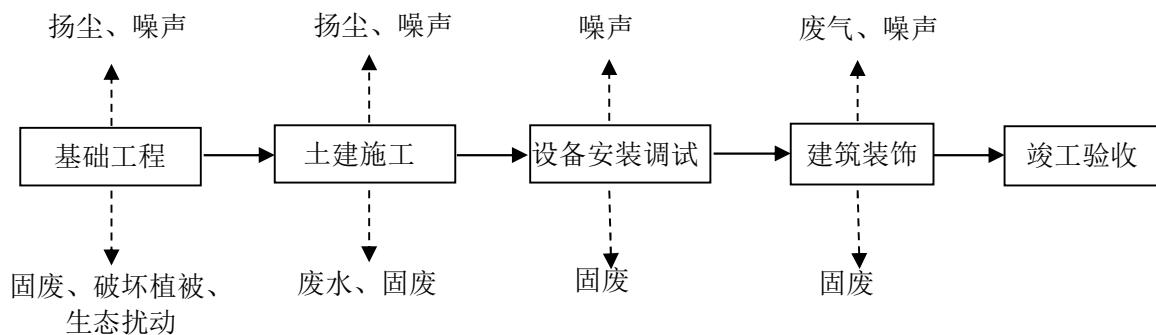 扬尘、噪声
扬尘、噪声
噪声
废气、噪声
基础工程
土建施工
设备安装调试
建筑装饰
竣工验收
固废、破坏植被、
生态扰动
废水、固废
固废
固废